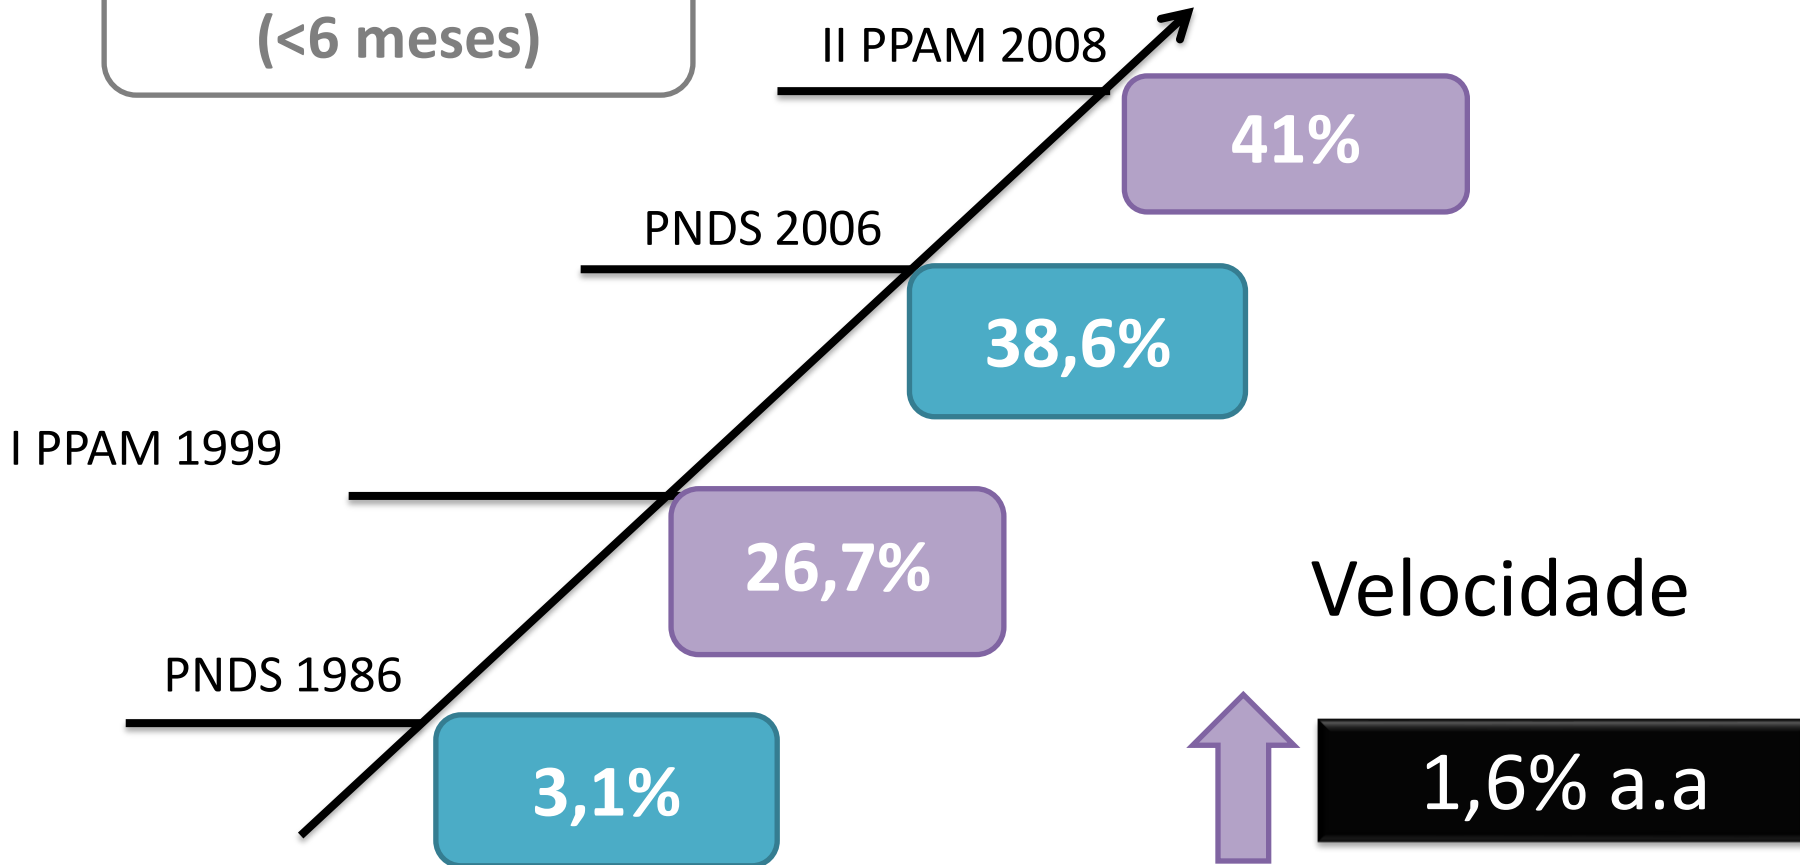 (<6 meses)
II PPAM 2008
41%
PNDS 2006
38,6%
I PPAM 1999
26,7%
Velocidade
PNDS 1986
3,1%
1,6% a.a